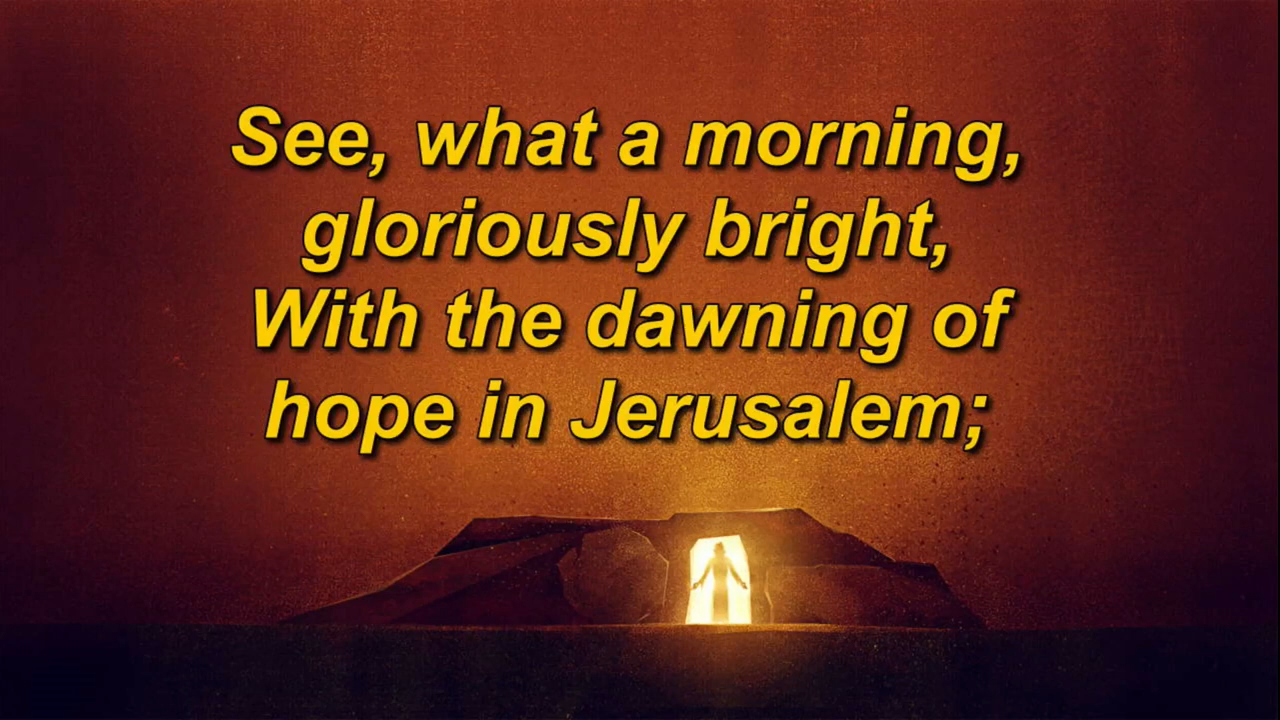 See, what a morning,
gloriously bright,
With the dawning of
hope in Jerusalem;